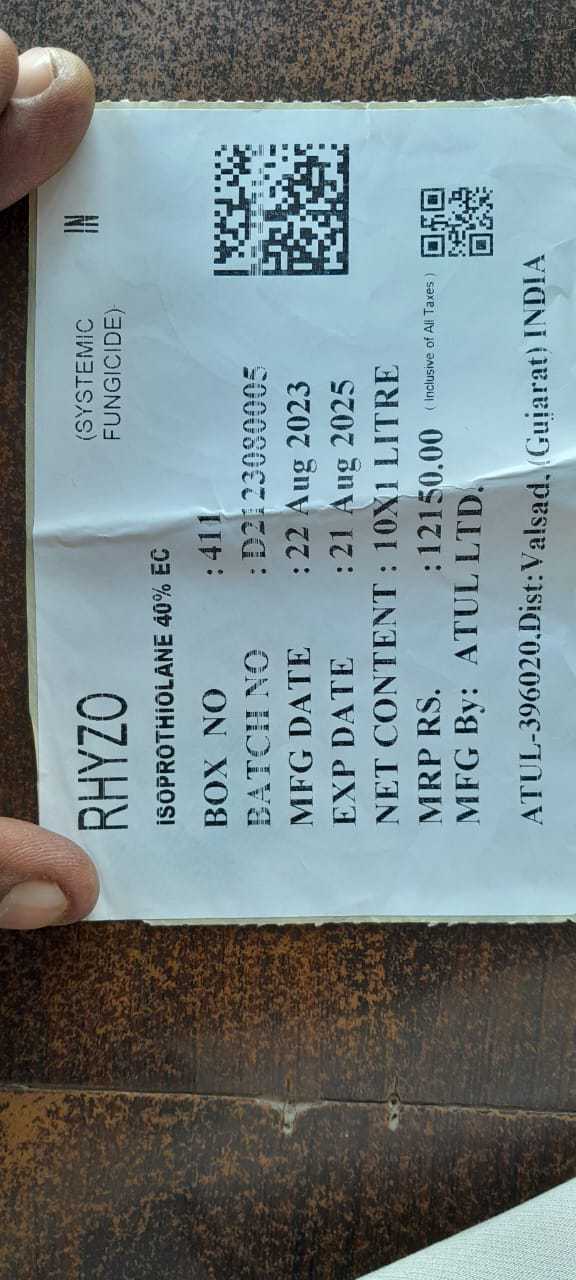 RHYZO (SYSTEMIC FUNGICIDE) IN
iSOPROTHIOLANE 40% EC
BOX NO : 411
BATCH NO : D2123080005
MFG DATE : 22 Aug 2023
EXP DATE : 21 Aug 2025
NET CONTENT : 10X1 LITRE
MRP RS. : 12150.00 ( Inclusive of All Taxes )
MFG By: ATUL LTD.
ATUL-396020.Dist:Valsad. (Gujarat) INDIA